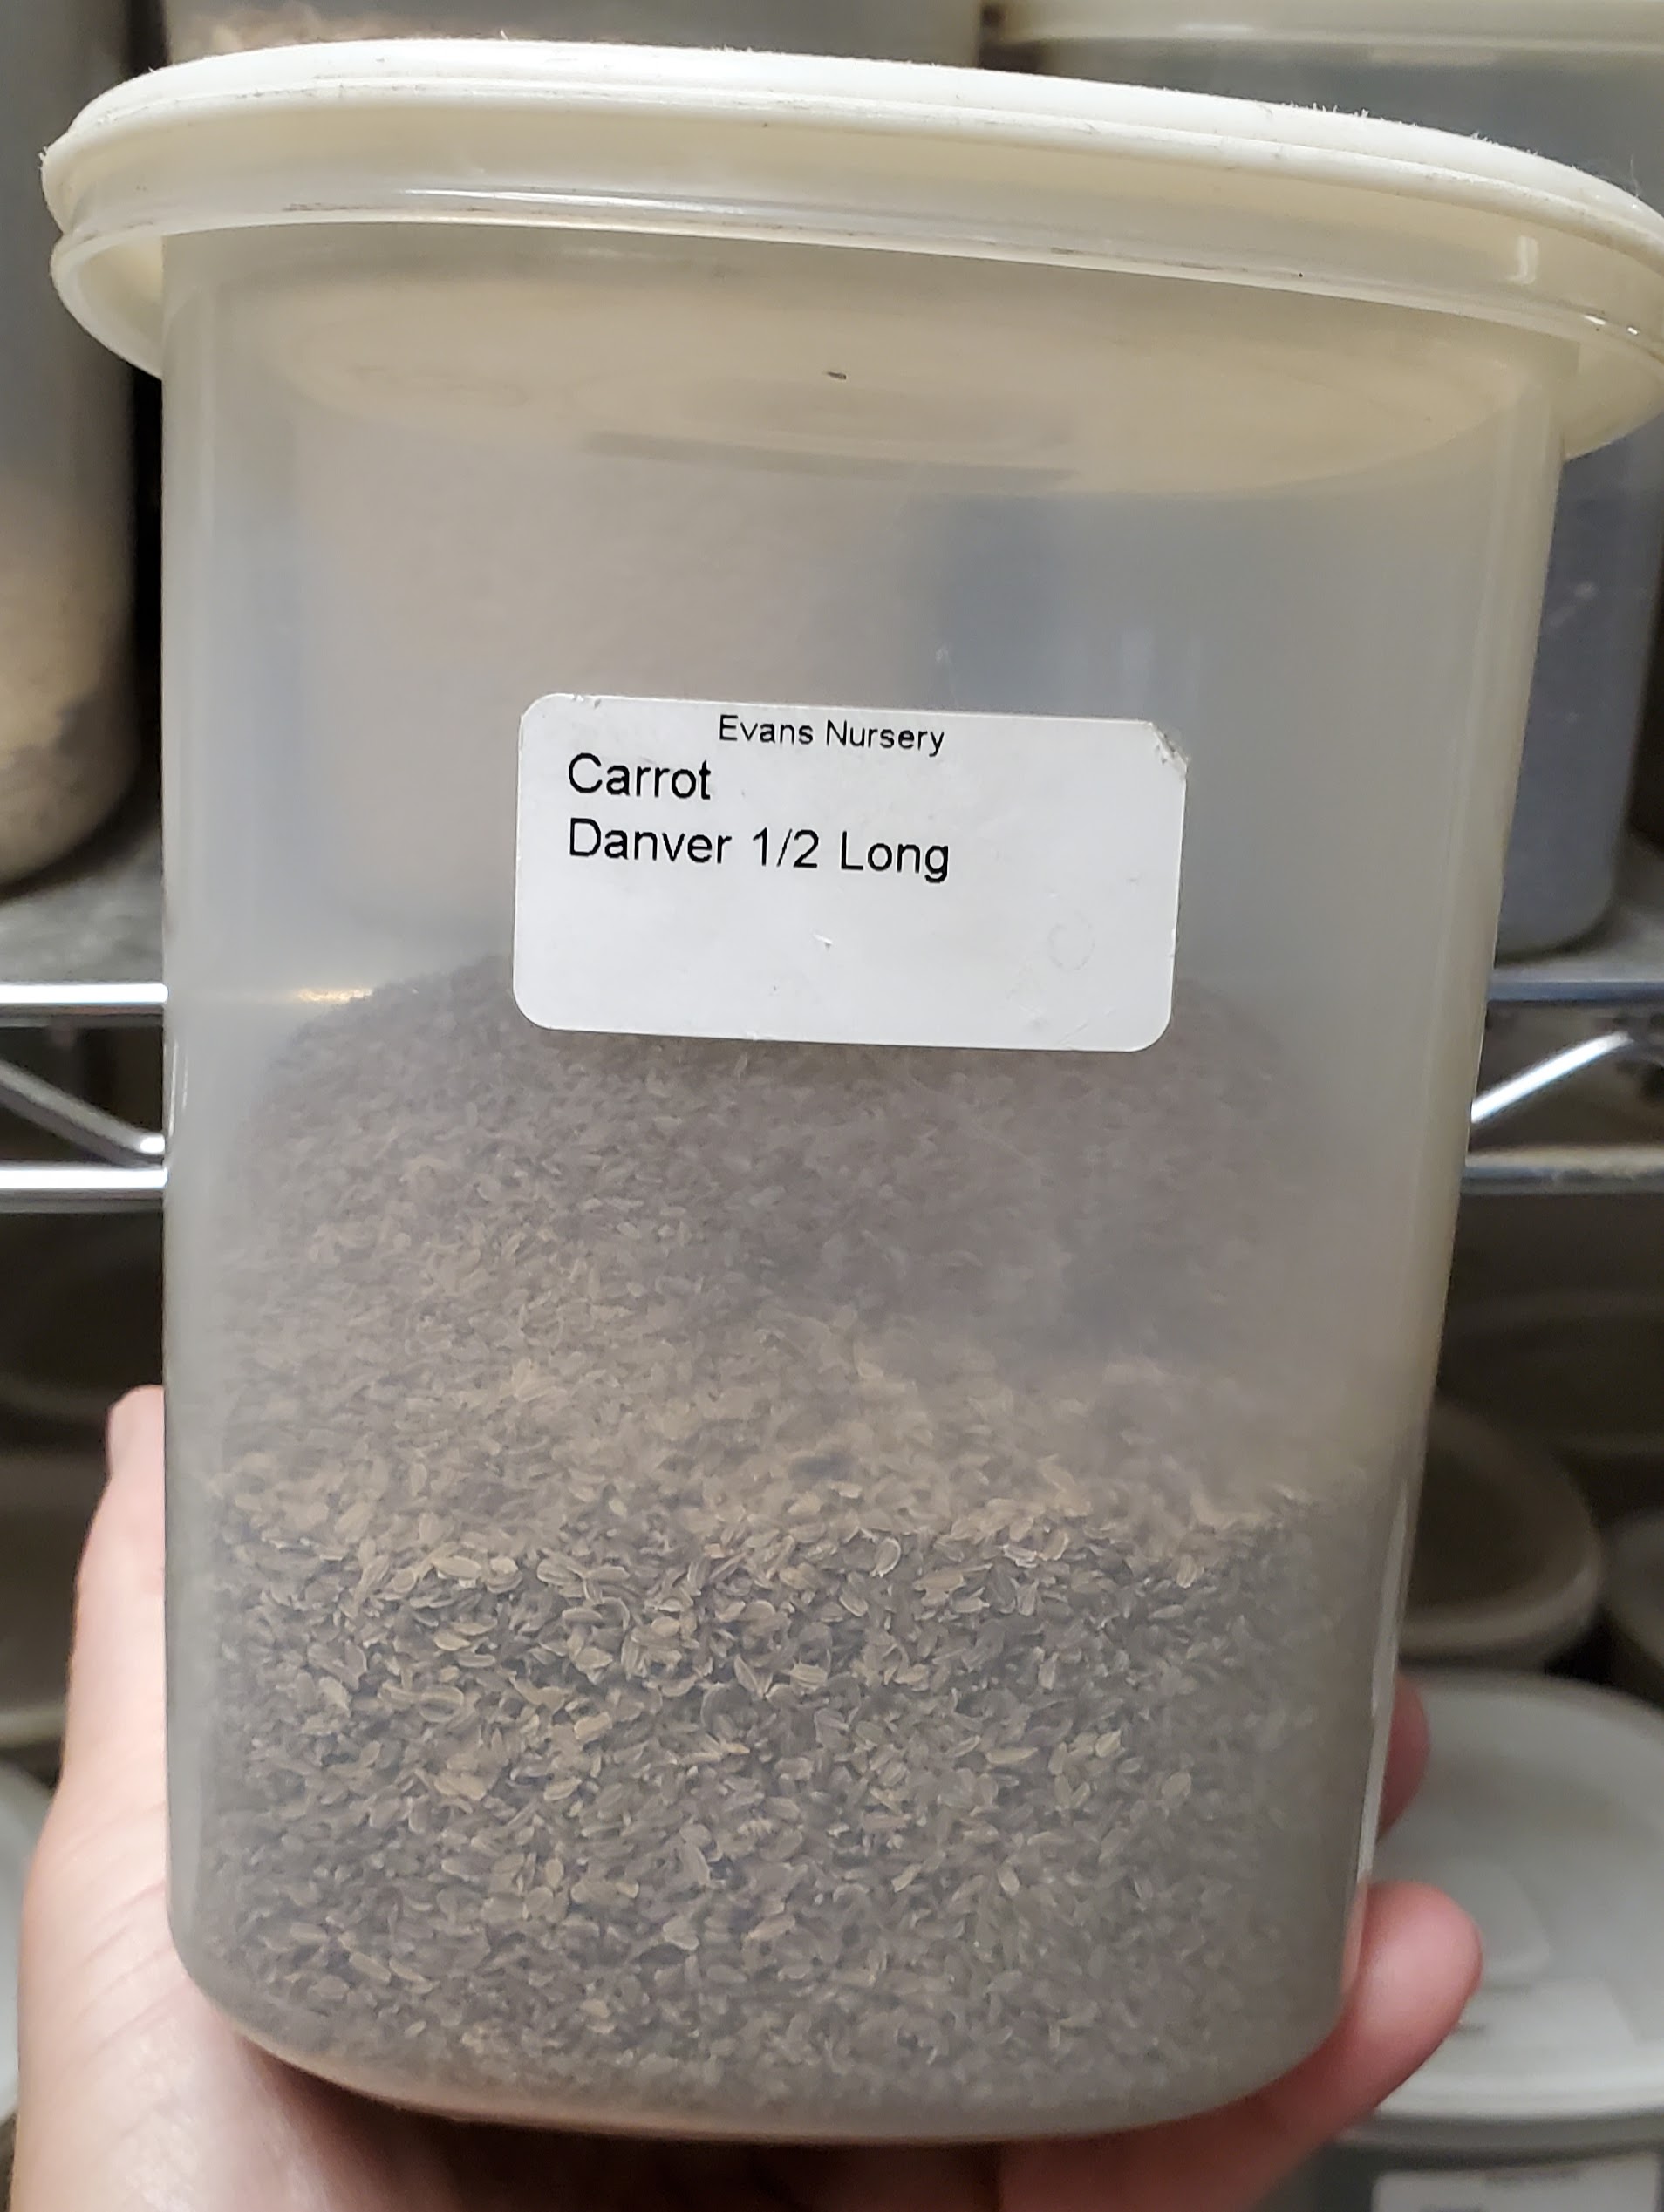 Evans Nursery
Carrot
Danver 1/2 Long